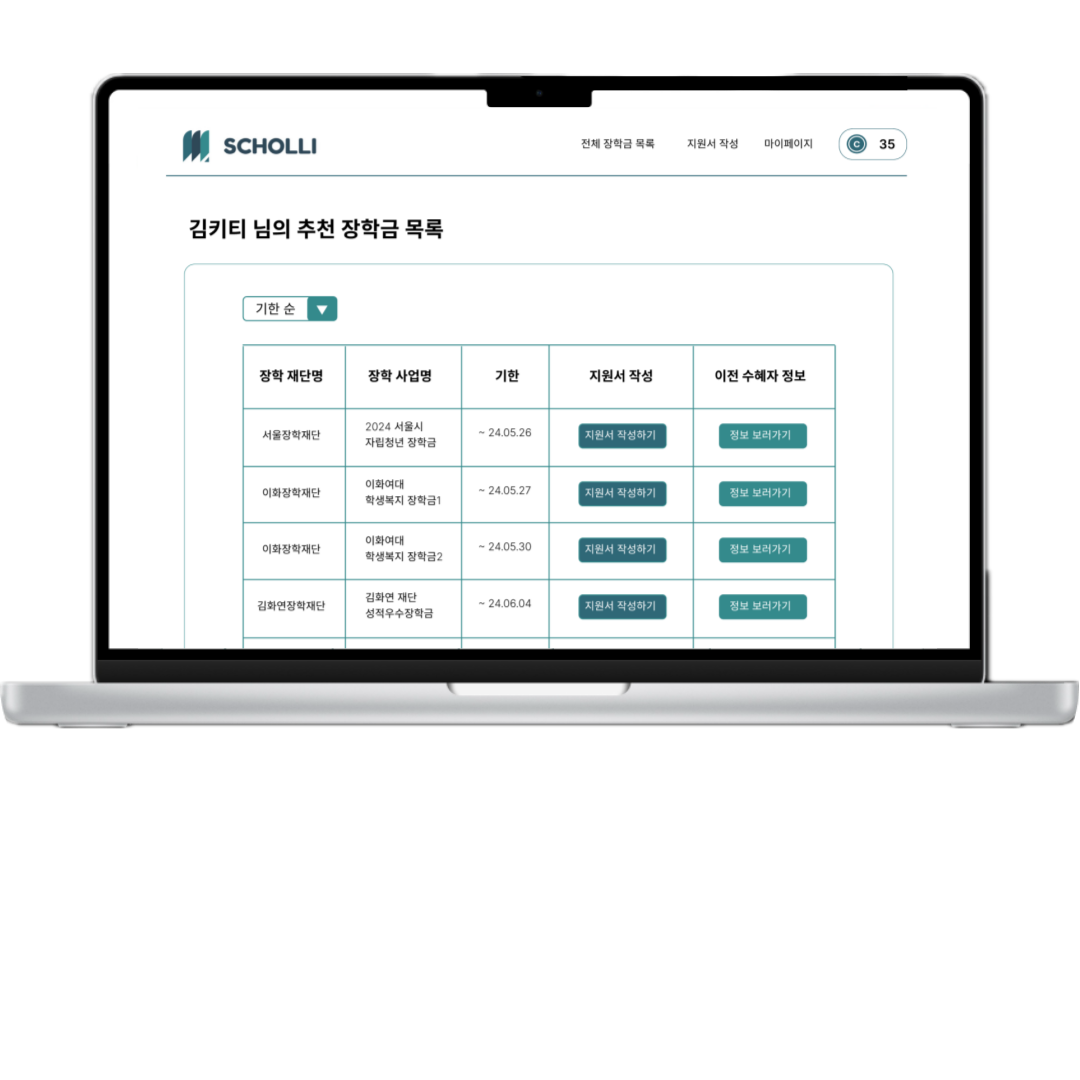 SCHOLLI
전체 장학금 목록 지원서 작성 마이페이지 C 35
김키티 님의 추천 장학금 목록
기한 순 ▼
장학 재단명 장학 사업명 기한 지원서 작성 이전 수혜자 정보
서울장학재단
2024 서울시
자립청년 장학금
~ 24.05.26
지원서 작성하기
정보 보러가기
이화장학재단
이화여대
학생복지 장학금1
~ 24.05.27
지원서 작성하기
정보 보러가기
이화장학재단
이화여대
학생복지 장학금2
~ 24.05.30
지원서 작성하기
정보 보러가기
김화연장학재단
김화연 재단
성적우수장학금
~ 24.06.04
지원서 작성하기
정보 보러가기